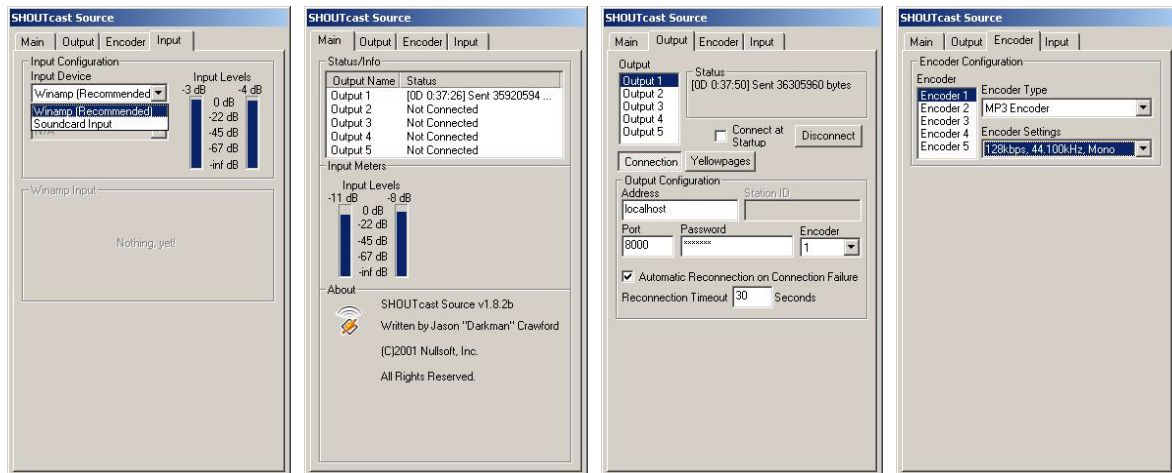 SHOUTcast Source
Main Output Encoder Input
Input Configuration
Input Device
Input Levels
-3 dB -4 dB
Winamp (Recommended
Winamp (Recommended)
Soundcard Input
0 dB
-22 dB
-45 dB
-67 dB
-inf dB
Winamp Input
Nothing, yet!
SHOUTcast Source
Main Output Encoder Input
Status/Info
Output Name Status
Output 1 [0D 0:37:26] Sent 35920594 ...
Output 2 Not Connected
Output 3 Not Connected
Output 4 Not Connected
Output 5 Not Connected
Input Meters
Input Levels
-11 dB -8 dB
0 dB
-22 dB
-45 dB
-67 dB
-inf dB
About
SHOUTcast Source v1.8.2b
Written by Jason "Darkman" Crawford
(C)2001 Nullsoft, Inc.
All Rights Reserved.
SHOUTcast Source
Main Output Encoder Input
Output
Output 1
Output 2
Output 3
Output 4
Output 5
Status
[0D 0:37:50] Sent 36305960 bytes
Connect at Startup
Disconnect
Connection Yellowpages
Output Configuration
Address Station ID
localhost
Port Password Encoder
8000 xxxxxxx 1
Automatic Reconnection on Connection Failure
Reconnection Timeout 30 Seconds
SHOUTcast Source
Main Output Encoder Input
Encoder Configuration
Encoder
Encoder 1
Encoder 2
Encoder 3
Encoder 4
Encoder 5
Encoder Type
MP3 Encoder
Encoder Settings
128kbps, 44.100kHz, Mono